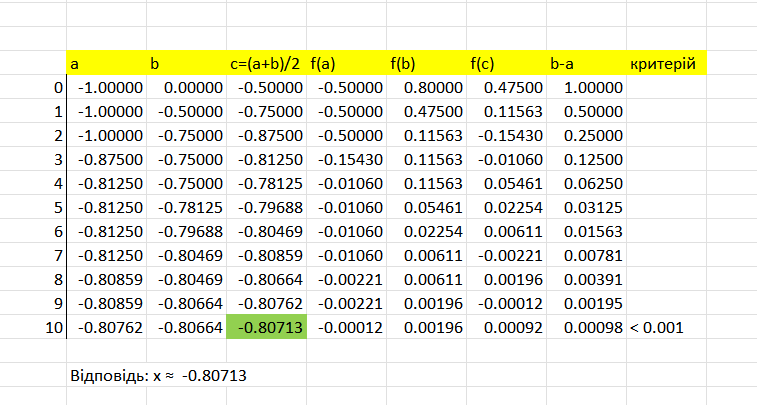 a b c=(a+b)/2 f(a) f(b) f(c) b-a критерій
0 -1.00000 0.00000 -0.50000 -0.50000 0.80000 0.47500 1.00000
1 -1.00000 -0.50000 -0.75000 -0.50000 0.47500 0.11563 0.50000
2 -1.00000 -0.75000 -0.87500 -0.50000 0.11563 -0.15430 0.25000
3 -0.87500 -0.75000 -0.81250 -0.15430 0.11563 -0.01060 0.12500
4 -0.81250 -0.75000 -0.78125 -0.01060 0.11563 0.05461 0.06250
5 -0.81250 -0.78125 -0.79688 -0.01060 0.05461 0.02254 0.03125
6 -0.81250 -0.79688 -0.80469 -0.01060 0.02254 0.00611 0.01563
7 -0.81250 -0.80469 -0.80859 -0.01060 0.00611 -0.00221 0.00781
8 -0.80859 -0.80469 -0.80664 -0.00221 0.00611 0.00196 0.00391
9 -0.80859 -0.80664 -0.80762 -0.00221 0.00196 -0.00012 0.00195
10 -0.80762 -0.80664 -0.80713 -0.00012 0.00196 0.00092 0.00098 < 0.001
Відповідь: x ≈ -0.80713